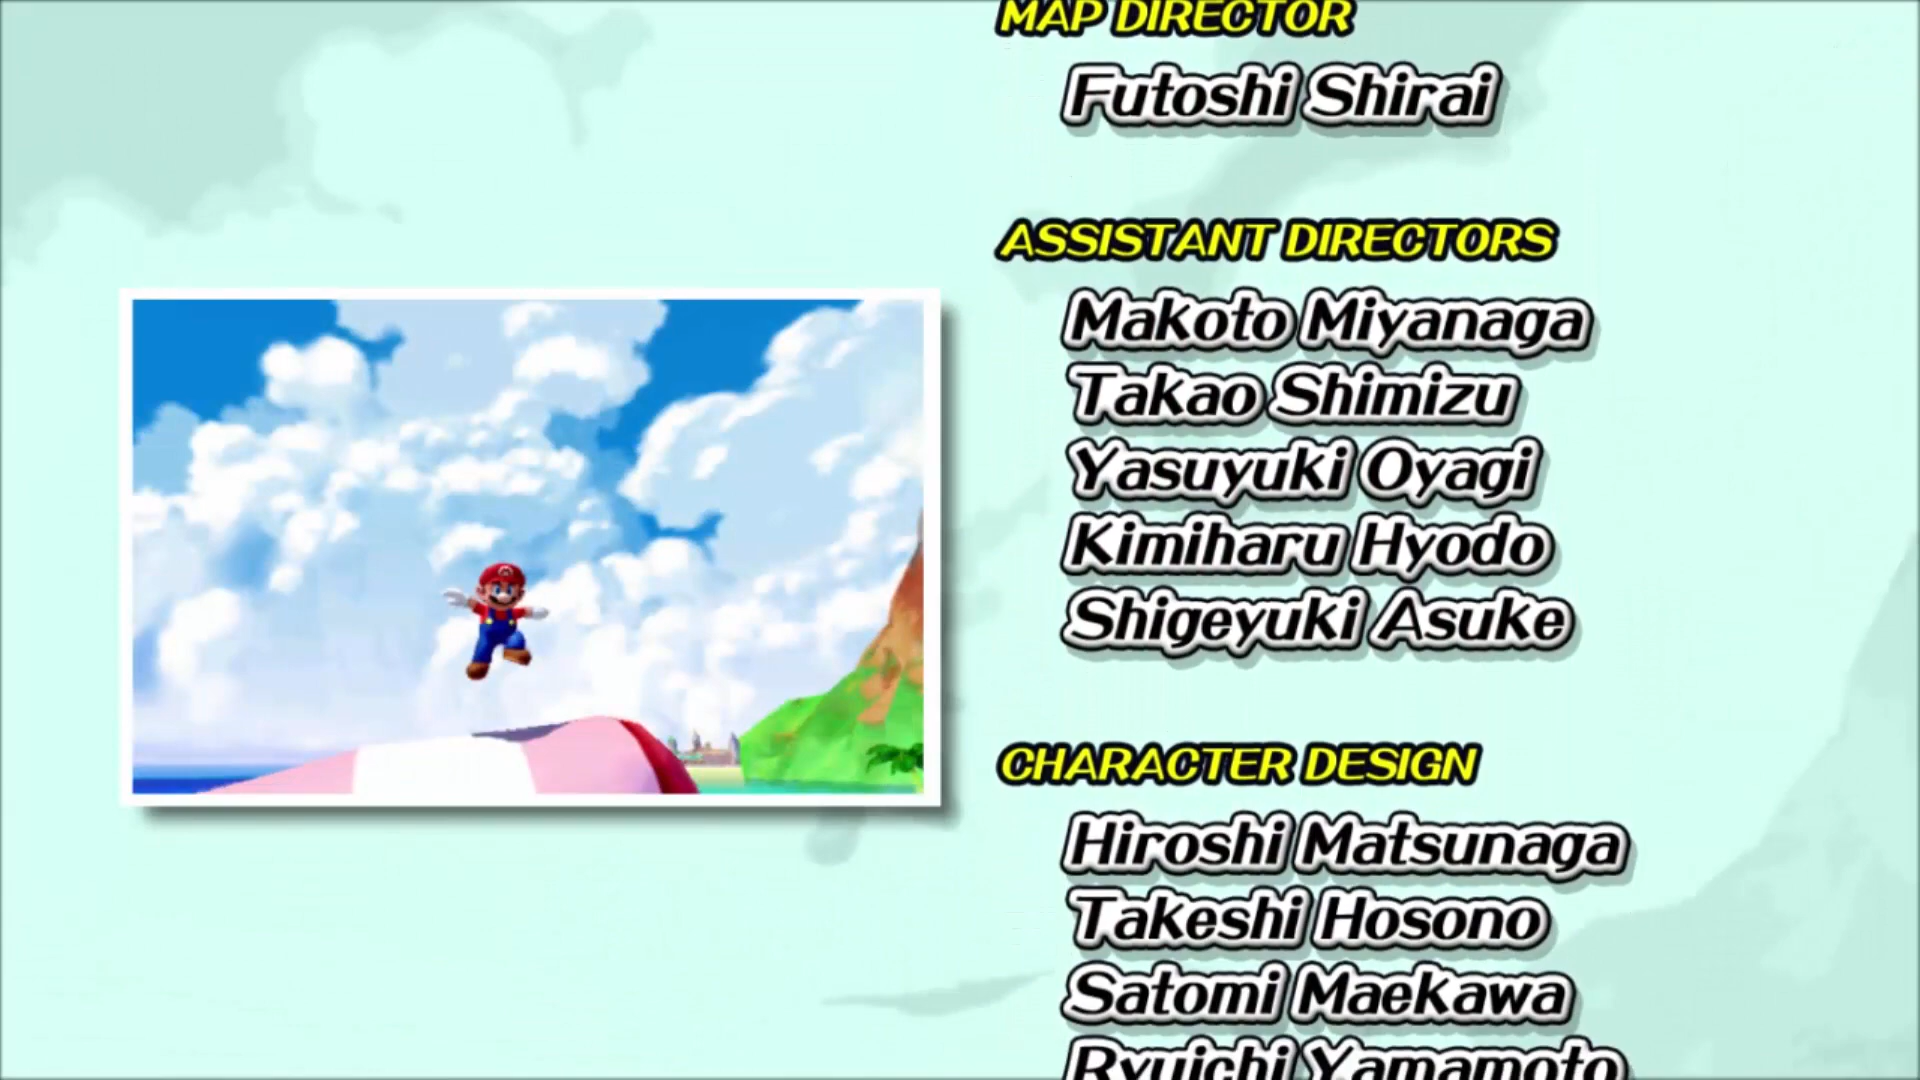 MAP DIRECTOR
Futoshi Shirai
ASSISTANT DIRECTORS
Makoto Miyanaga
Takao Shimizu
Yasuyuki Oyagi
Kimiharu Hyodo
Shigeyuki Asuke
CHARACTER DESIGN
Hiroshi Matsunaga
Takeshi Hosono
Satomi Maekawa
Ryuichi Yamamoto